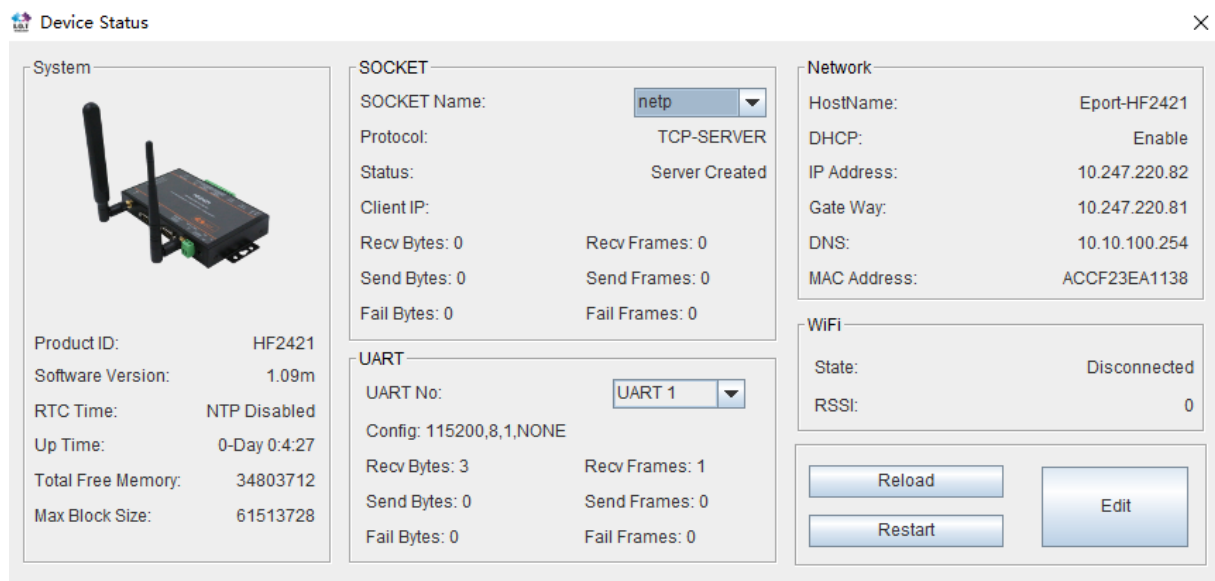 Device Status
System
Product ID: HF2421
Software Version: 1.09m
RTC Time: NTP Disabled
Up Time: 0-Day 0:4:27
Total Free Memory: 34803712
Max Block Size: 61513728
SOCKET
SOCKET Name: netp
Protocol: TCP-SERVER
Status: Server Created
Client IP:
Recv Bytes: 0 Recv Frames: 0
Send Bytes: 0 Send Frames: 0
Fail Bytes: 0 Fail Frames: 0
UART
UART No: UART 1
Config: 115200,8,1,NONE
Recv Bytes: 3 Recv Frames: 1
Send Bytes: 0 Send Frames: 0
Fail Bytes: 0 Fail Frames: 0
Network
HostName: Eport-HF2421
DHCP: Enable
IP Address: 10.247.220.82
Gate Way: 10.247.220.81
DNS: 10.10.100.254
MAC Address: ACCF23EA1138
WiFi
State: Disconnected
RSSI: 0
Reload
Restart
Edit